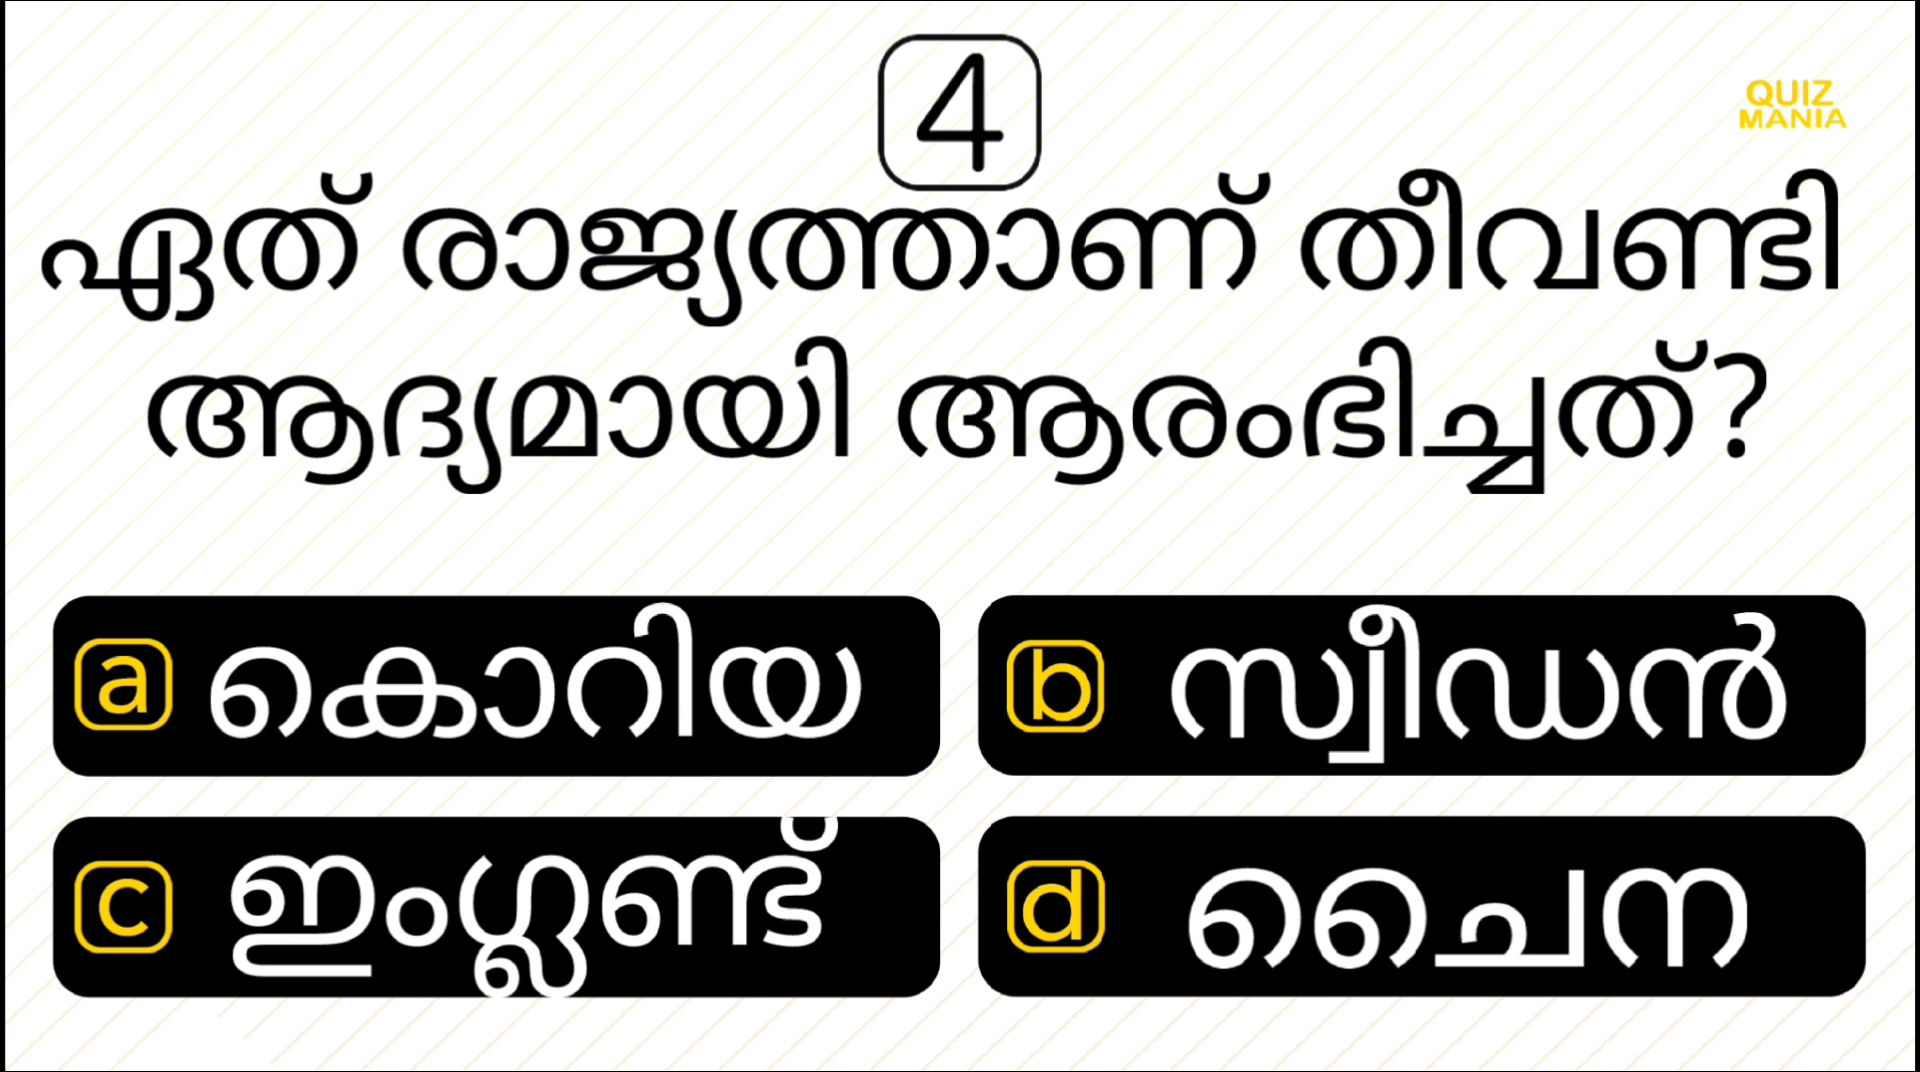 4
QUIZ
MANIA
ഏത് രാജ്യത്താണ് തീവണ്ടി
ആദ്യമായി ആരംഭിച്ചത്?
a കൊറിയ
b സ്വീഡൻ
c ഇംഗ്ലണ്ട്
d ചൈന